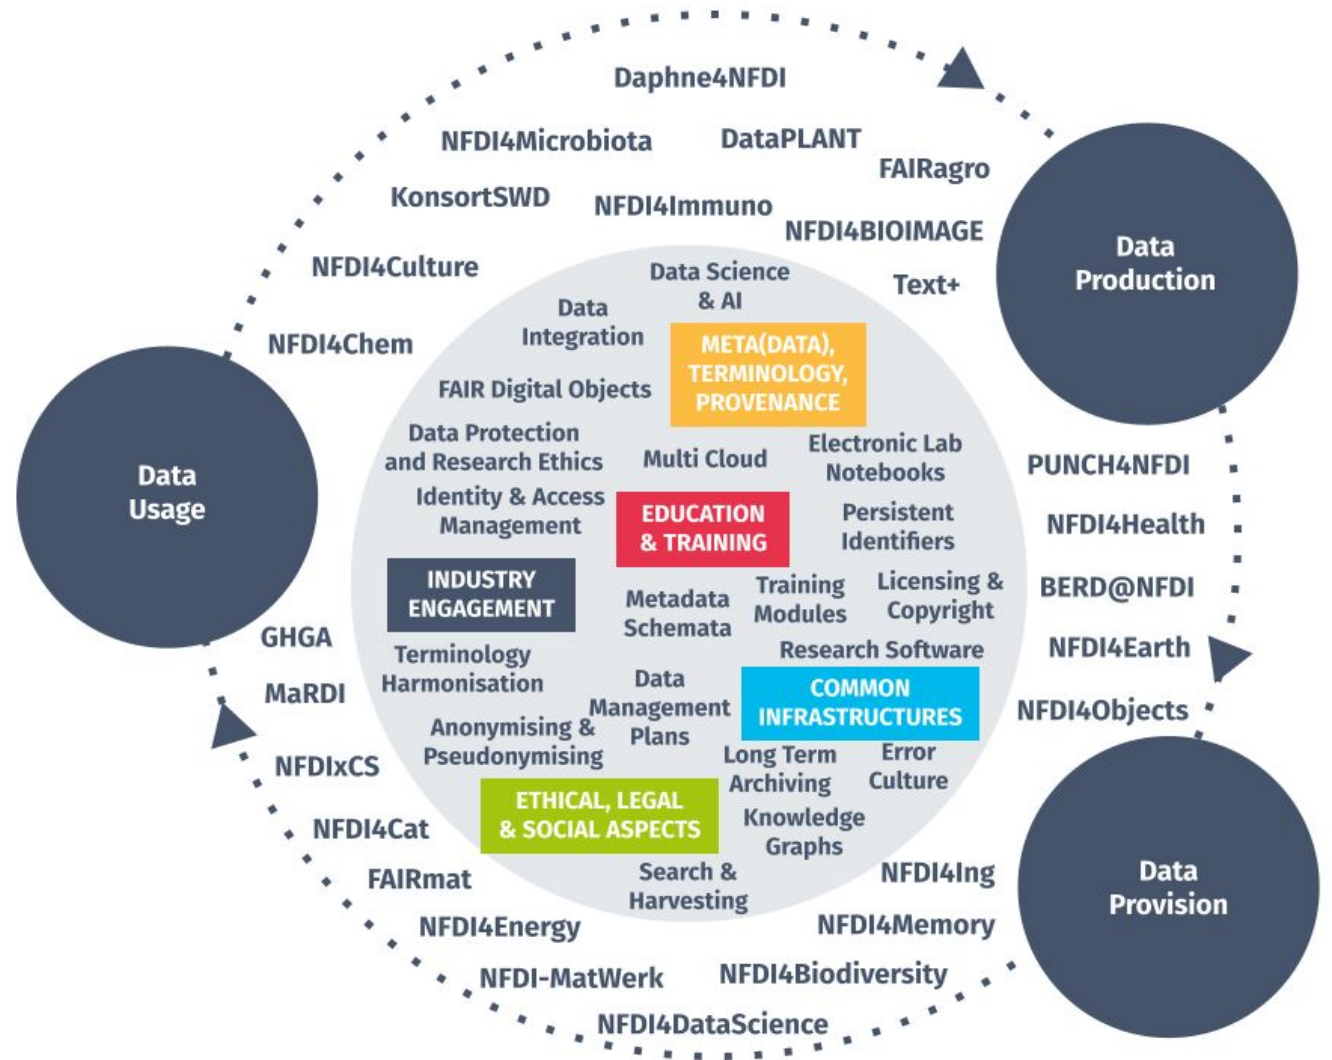 Daphne4NFDI
NFDI4Microbiota
DataPLANT
FAIRagro
KonsortSWD
NFDI4Immuno
NFDI4BIOIMAGE
NFDI4Culture
Text+
NFDI4Chem
Data
Production
Data
Usage
Data Science
& AI
Data
Integration
META(DATA),
TERMINOLOGY,
PROVENANCE
FAIR Digital Objects
Data Protection
and Research Ethics
Multi Cloud
Electronic Lab
Notebooks
Identity & Access
Management
EDUCATION
& TRAINING
Persistent
Identifiers
INDUSTRY
ENGAGEMENT
Metadata
Schemata
Training
Modules
Licensing &
Copyright
Research Software
Terminology
Harmonisation
Data
Management
Plans
COMMON
INFRASTRUCTURES
Anonymising &
Pseudonymising
Long Term
Archiving
Error
Culture
ETHICAL, LEGAL
& SOCIAL ASPECTS
Knowledge
Graphs
Search &
Harvesting
PUNCH4NFDI
NFDI4Health
BERD@NFDI
NFDI4Earth
NFDI4Objects
Data
Provision
GHGA
MaRDI
NFDIxCS
NFDI4Cat
FAIRmat
NFDI4Energy
NFDI-MatWerk
NFDI4DataScience
NFDI4Biodiversity
NFDI4Memory
NFDI4Ing